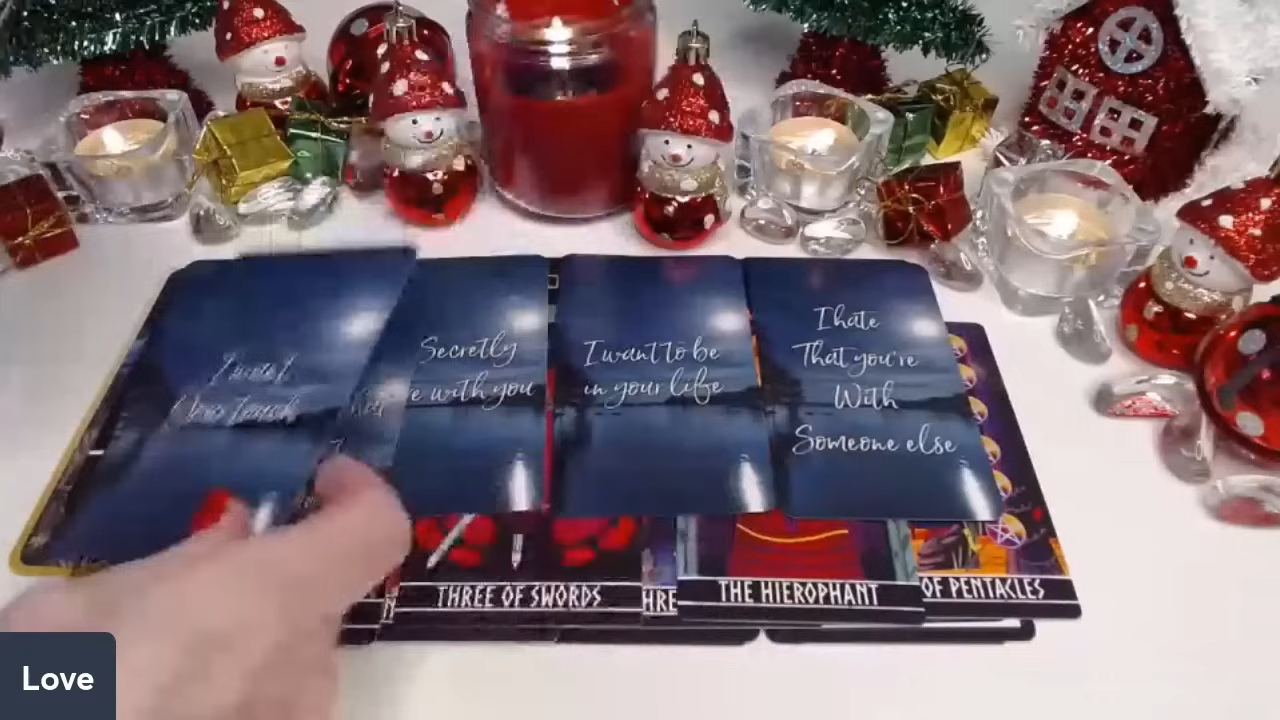 Secretly
with you
I want to be
in your life
I hate
That you're
With
Someone else
THREE OF SWORDS
THE HIEROPHANT
OF PENTACLES
Love